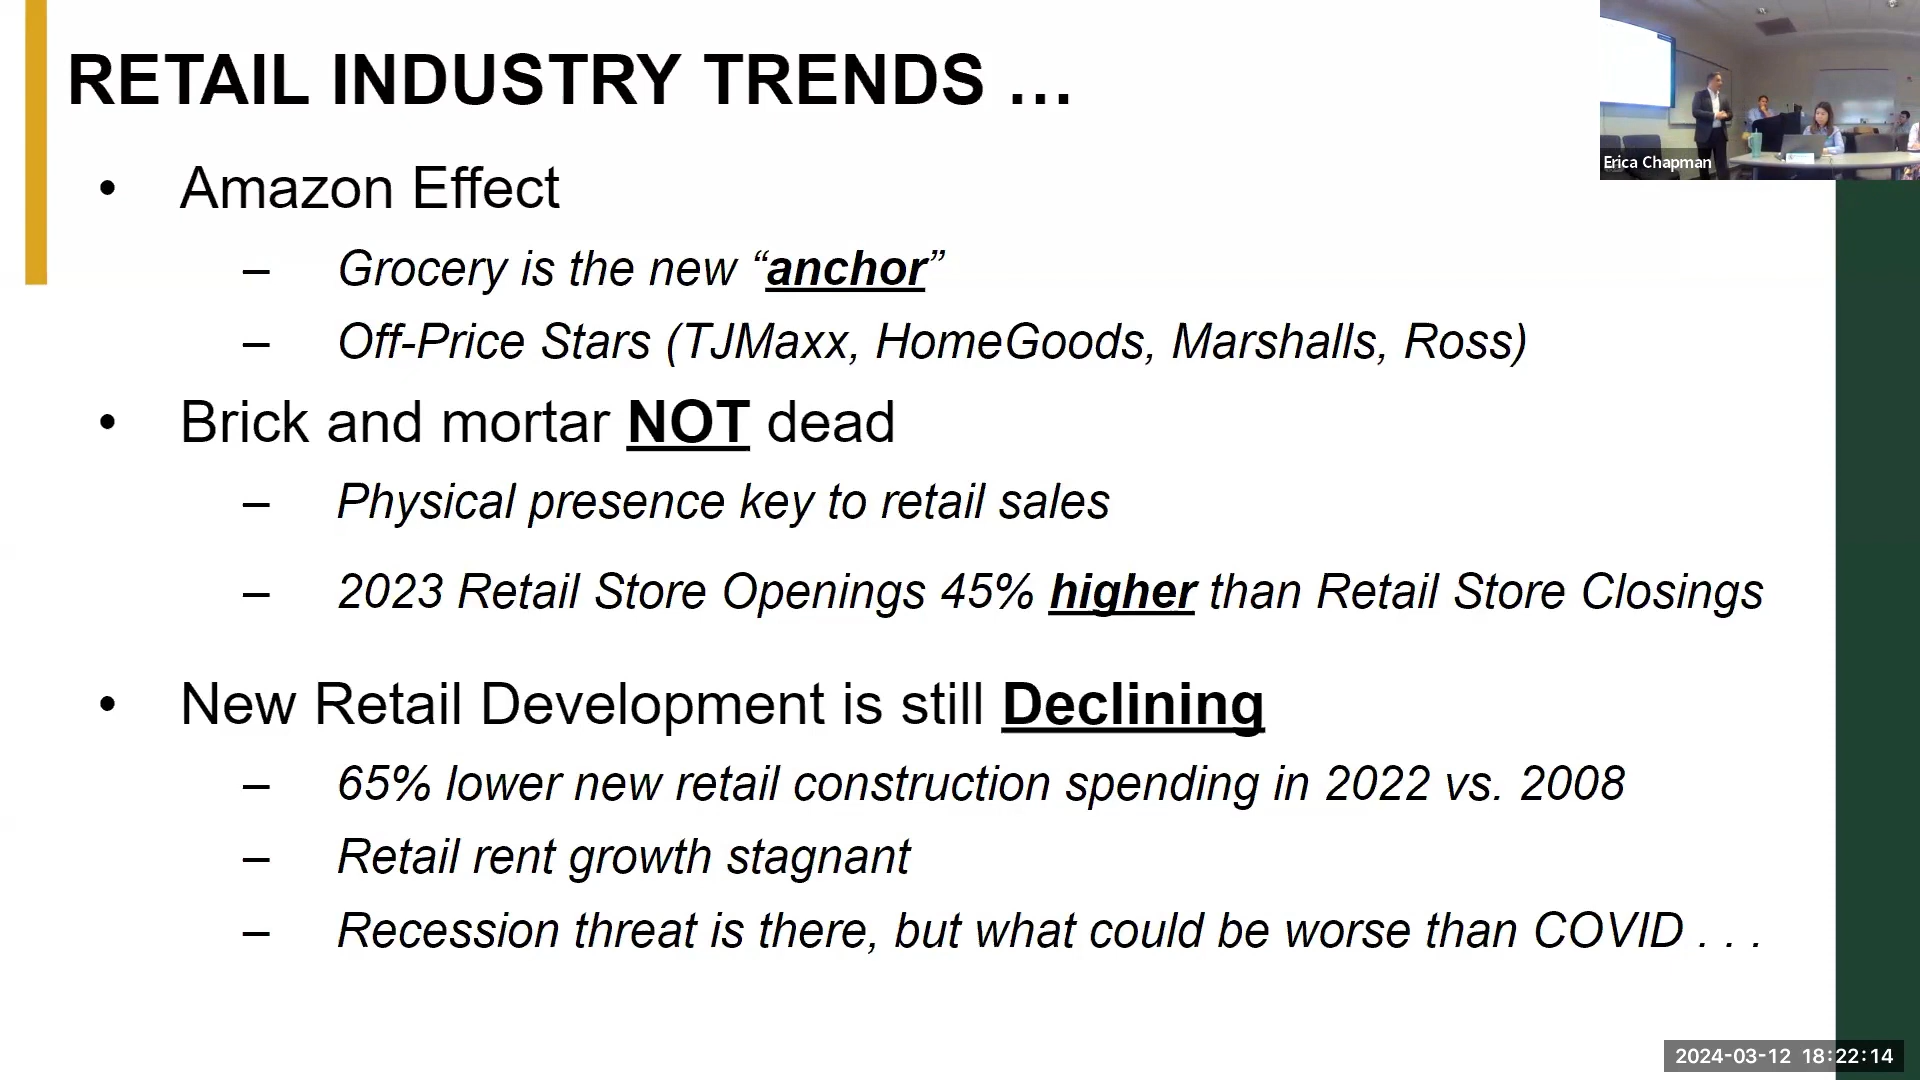 RETAIL INDUSTRY TRENDS …
• Amazon Effect
– Grocery is the new “anchor”
– Off-Price Stars (TJMaxx, HomeGoods, Marshalls, Ross)
• Brick and mortar NOT dead
– Physical presence key to retail sales
– 2023 Retail Store Openings 45% higher than Retail Store Closings
• New Retail Development is still Declining
– 65% lower new retail construction spending in 2022 vs. 2008
– Retail rent growth stagnant
– Recession threat is there, but what could be worse than COVID . . .
Erica Chapman
2024-03-12 18:22:14